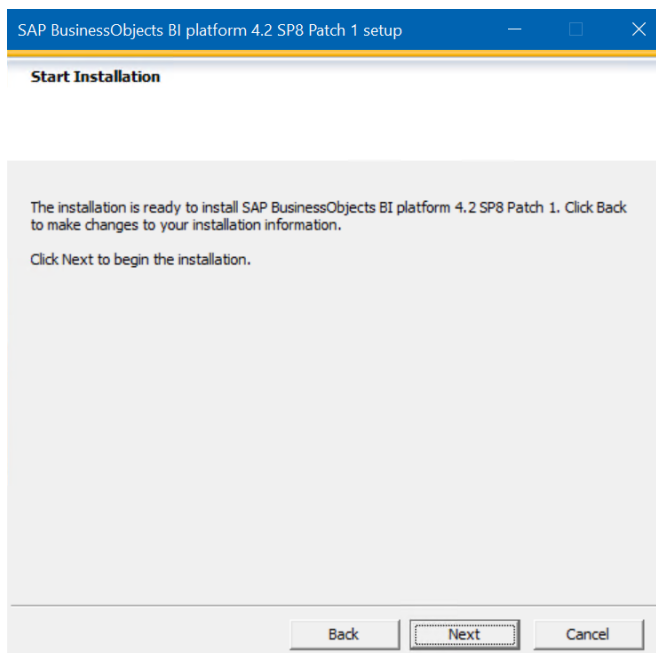 SAP BusinessObjects BI platform 4.2 SP8 Patch 1 setup
Start Installation
The installation is ready to install SAP BusinessObjects BI platform 4.2 SP8 Patch 1. Click Back
to make changes to your installation information.
Click Next to begin the installation.
Back
Next
Cancel